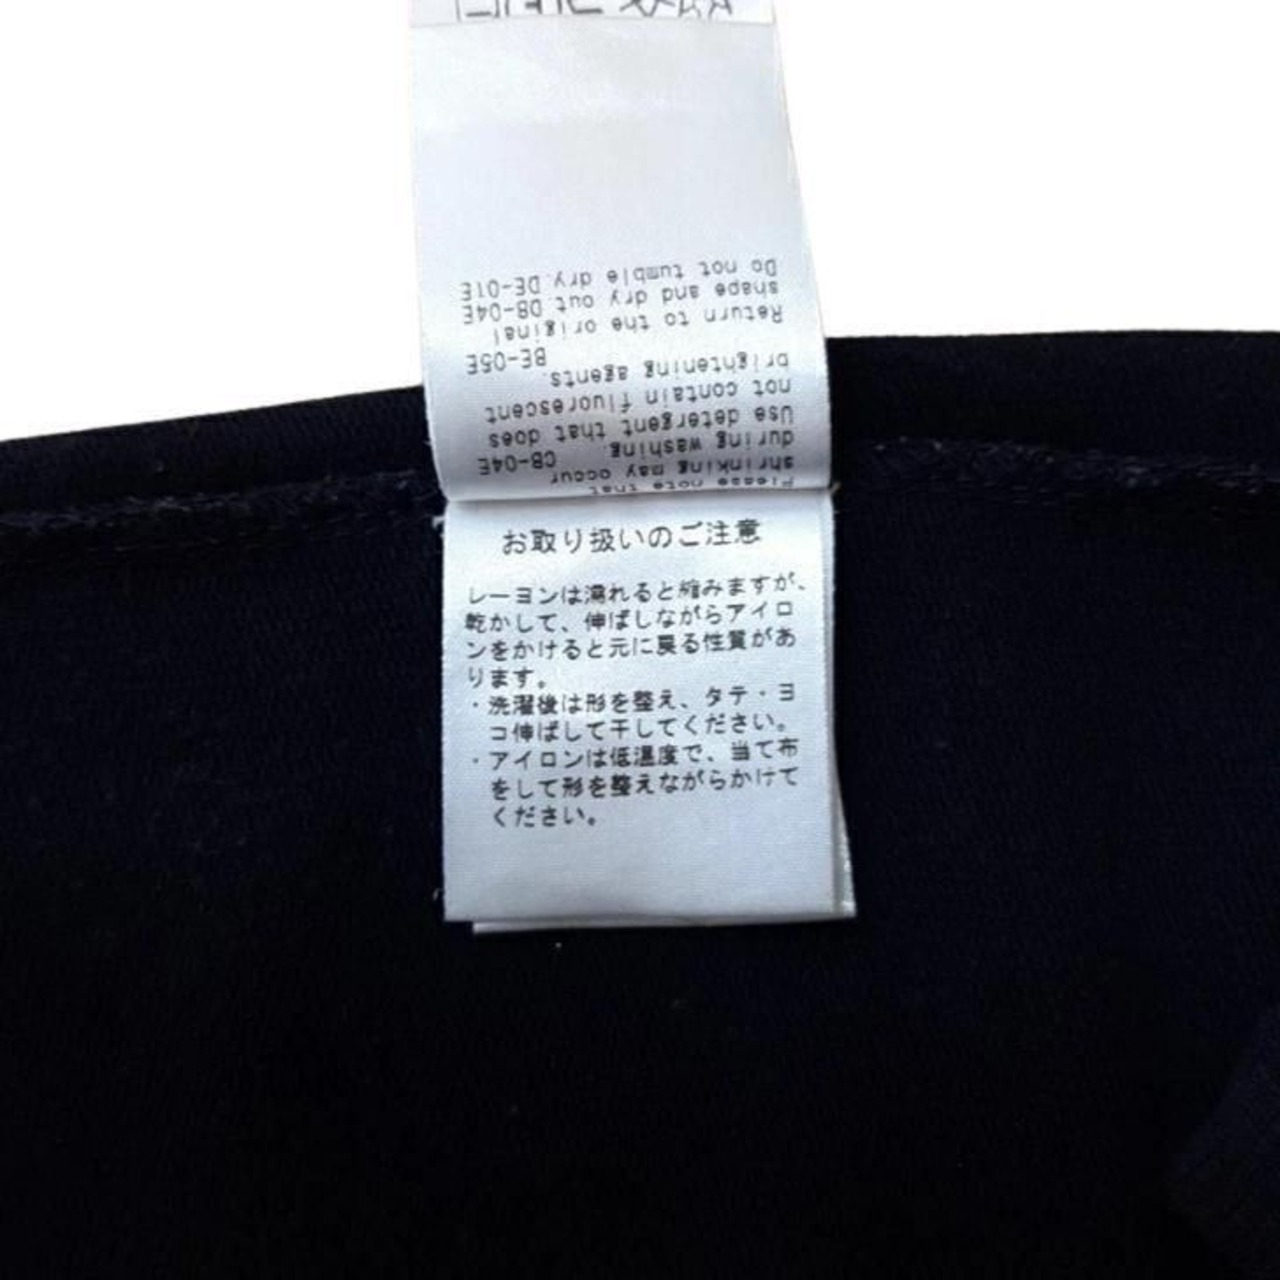 Please note that
shrinking may occur
during washing. CB-04E
Use detergent that does
not contain fluorescent
brightening agents.
BE-05E
Return to the original
shape and dry out.DB-04E
Do not tumble dry.DE-01E
お取り扱いのご注意
レーヨンは濡れると縮みますが、
乾かして、伸ばしながらアイロ
ンをかけると元に戻る性質があ
ります。
・洗濯後は形を整え、タテ・ヨ
コ伸ばして干してください。
・アイロンは低温度で、当て布
をして形を整えながらかけて
ください。